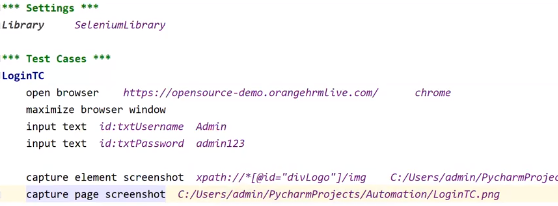 *** Settings ***
Library SeleniumLibrary
*** Test Cases ***
LoginTC
open browser https://opensource-demo.orangehrmlive.com/ chrome
maximize browser window
input text id:txtUsername Admin
input text id:txtPassword admin123
capture element screenshot xpath://*[@id="divLogo"]/img C:/Users/admin/PycharmProjec
capture page screenshot C:/Users/admin/PycharmProjects/Automation/LoginTC.png